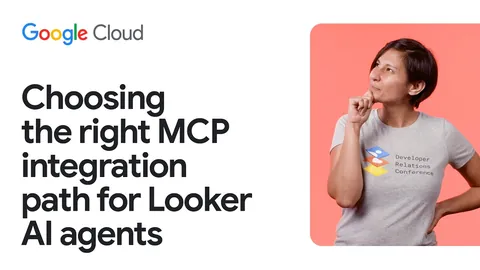 Google Cloud
Choosing
the right MCP
integration
path for Looker
AI agents
Developer
Relations
Conference